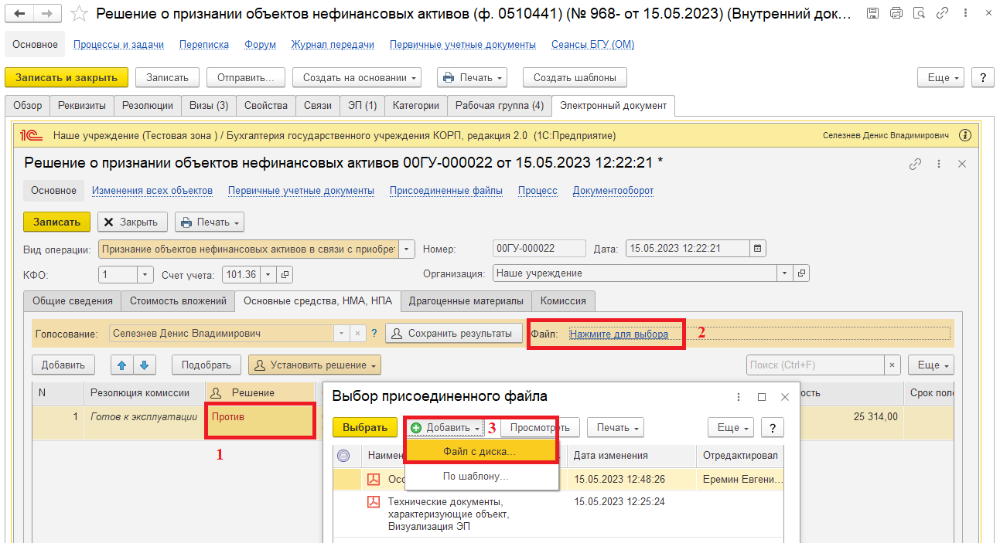 Решение о признании объектов нефинансовых активов (ф. 0510441) (№ 968- от 15.05.2023) (Внутренний док...
Основное Процессы и задачи Переписка Форум Журнал передачи Первичные учетные документы Сеансы БГУ (ОМ)
Записать и закрыть Записать Отправить... Создать на основании Печать Создать шаблоны Еще ?
Обзор Реквизиты Резолюции Визы (3) Свойства Связи ЭП (1) Категории Рабочая группа (4) Электронный документ
1С Наше учреждение (Тестовая зона ) / Бухгалтерия государственного учреждения КОРП, редакция 2.0 (1С:Предприятие) Селезнев Денис Владимирович i
Решение о признании объектов нефинансовых активов 00ГУ-000022 от 15.05.2023 12:22:21 *
Основное Изменения всех объектов Первичные учетные документы Присоединенные файлы Процесс Документооборот
Записать Закрыть Печать
Вид операции: Признание объектов нефинансовых активов в связи с приобрет Номер: 00ГУ-000022 Дата: 15.05.2023 12:22:21
КФО: 1 Счет учета: 101.36 Организация: Наше учреждение
Общие сведения Стоимость вложений Основные средства, НМА, НПА Драгоценные материалы Комиссия
Голосование: Селезнев Денис Владимирович × ? Сохранить результаты Файл: Нажмите для выбора 2
Добавить Подобрать Установить решение Поиск (Ctrl+F) × Еще
N Резолюция комиссии Решение ость Срок поле
1 Готов к эксплуатации Против 25 314,00
1
Выбор присоединенного файла
Выбрать Добавить 3 Просмотреть Печать Еще ?
Наимен Дата изменения Отредактировал
Файл с диска...
По шаблону...
Осо 15.05.2023 12:48:26 Еремин Евгени...
Технические документы, 15.05.2023 12:25:24
характеризующие объект,
Визуализация ЭП